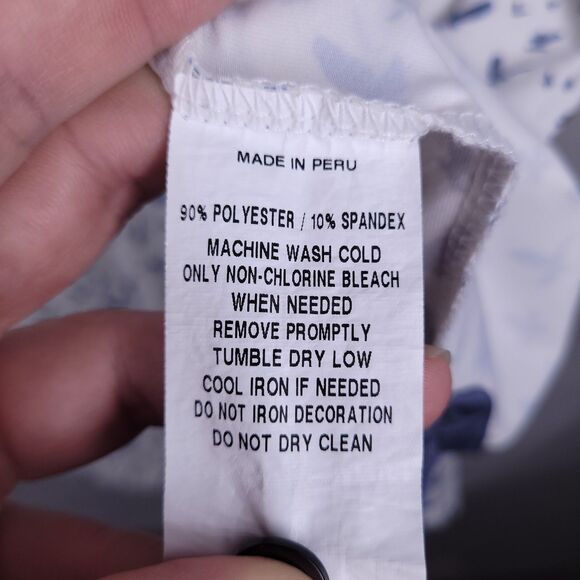 MADE IN PERU
90% POLYESTER / 10% SPANDEX
MACHINE WASH COLD
ONLY NON-CHLORINE BLEACH
WHEN NEEDED
REMOVE PROMPTLY
TUMBLE DRY LOW
COOL IRON IF NEEDED
DO NOT IRON DECORATION
DO NOT DRY CLEAN